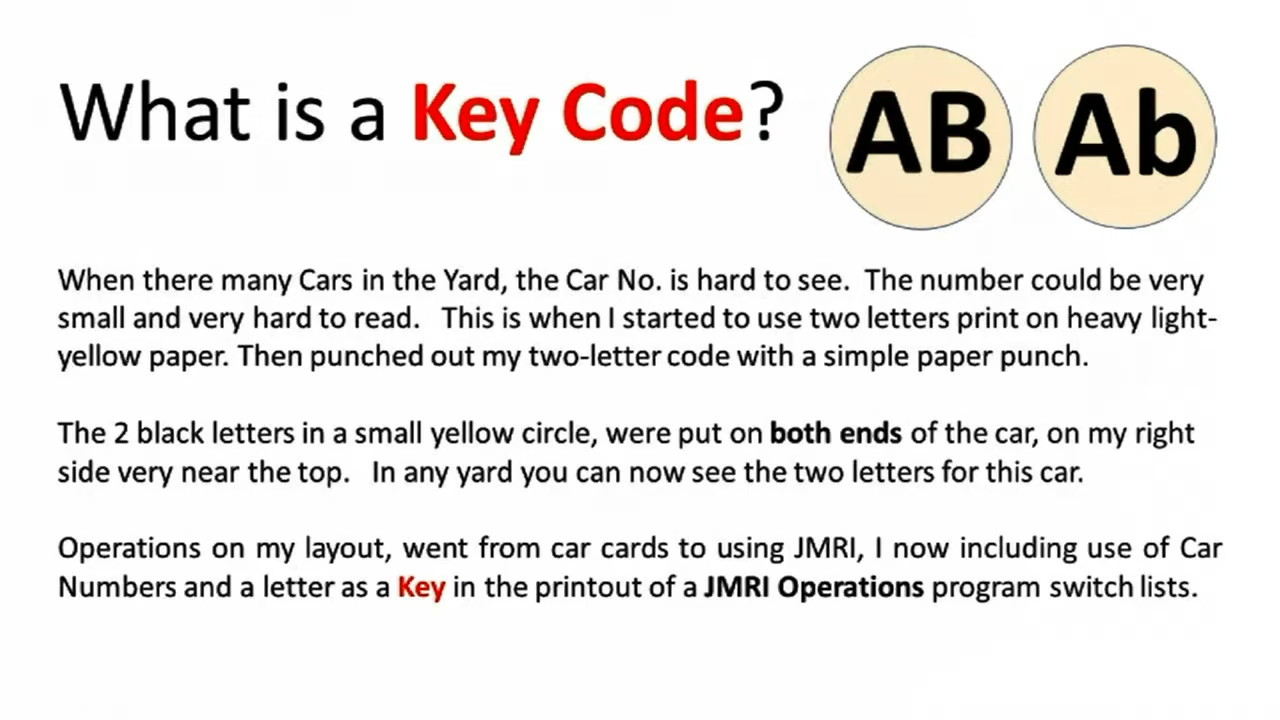 What is a Key Code?
AB
Ab
When there many Cars in the Yard, the Car No. is hard to see. The number could be very
small and very hard to read. This is when I started to use two letters print on heavy light-
yellow paper. Then punched out my two-letter code with a simple paper punch.
The 2 black letters in a small yellow circle, were put on both ends of the car, on my right
side very near the top. In any yard you can now see the two letters for this car.
Operations on my layout, went from car cards to using JMRI, I now including use of Car
Numbers and a letter as a Key in the printout of a JMRI Operations program switch lists.